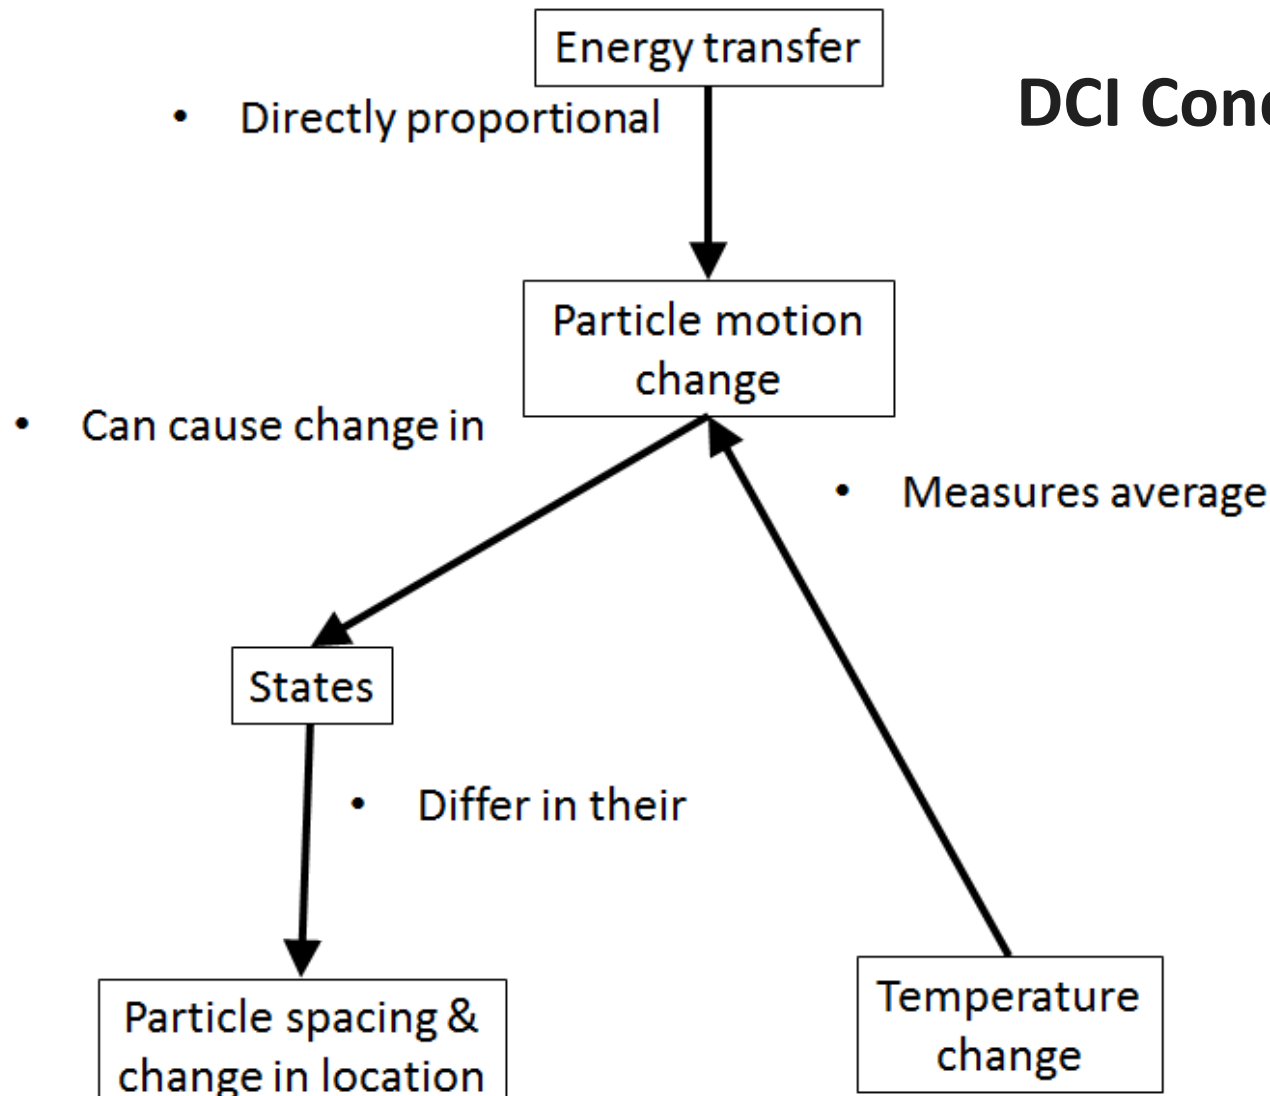 Energy transfer
DCI Conc
• Directly proportional
Particle motion
change
• Can cause change in
• Measures average
States
• Differ in their
Particle spacing &
change in location
Temperature
change